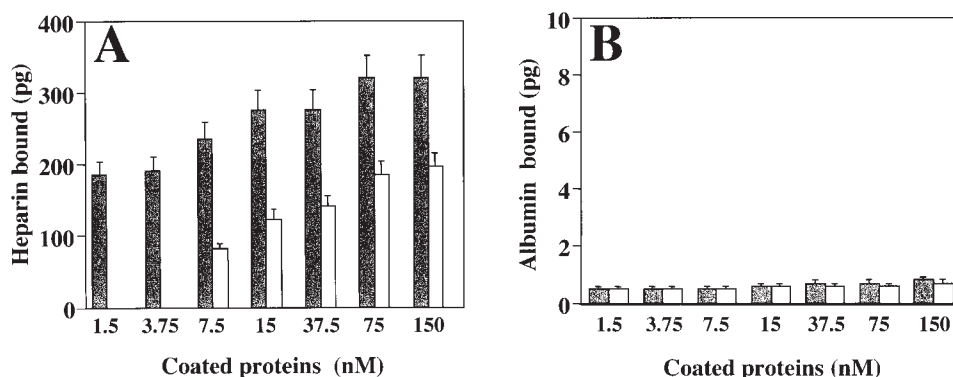 A
Heparin bound (pg)
400
300
200
100
0
1.5 3.75 7.5 15 37.5 75 150
Coated proteins (nM)
B
Albumin bound (pg)
10
8
6
4
2
0
1.5 3.75 7.5 15 37.5 75 150
Coated proteins (nM)